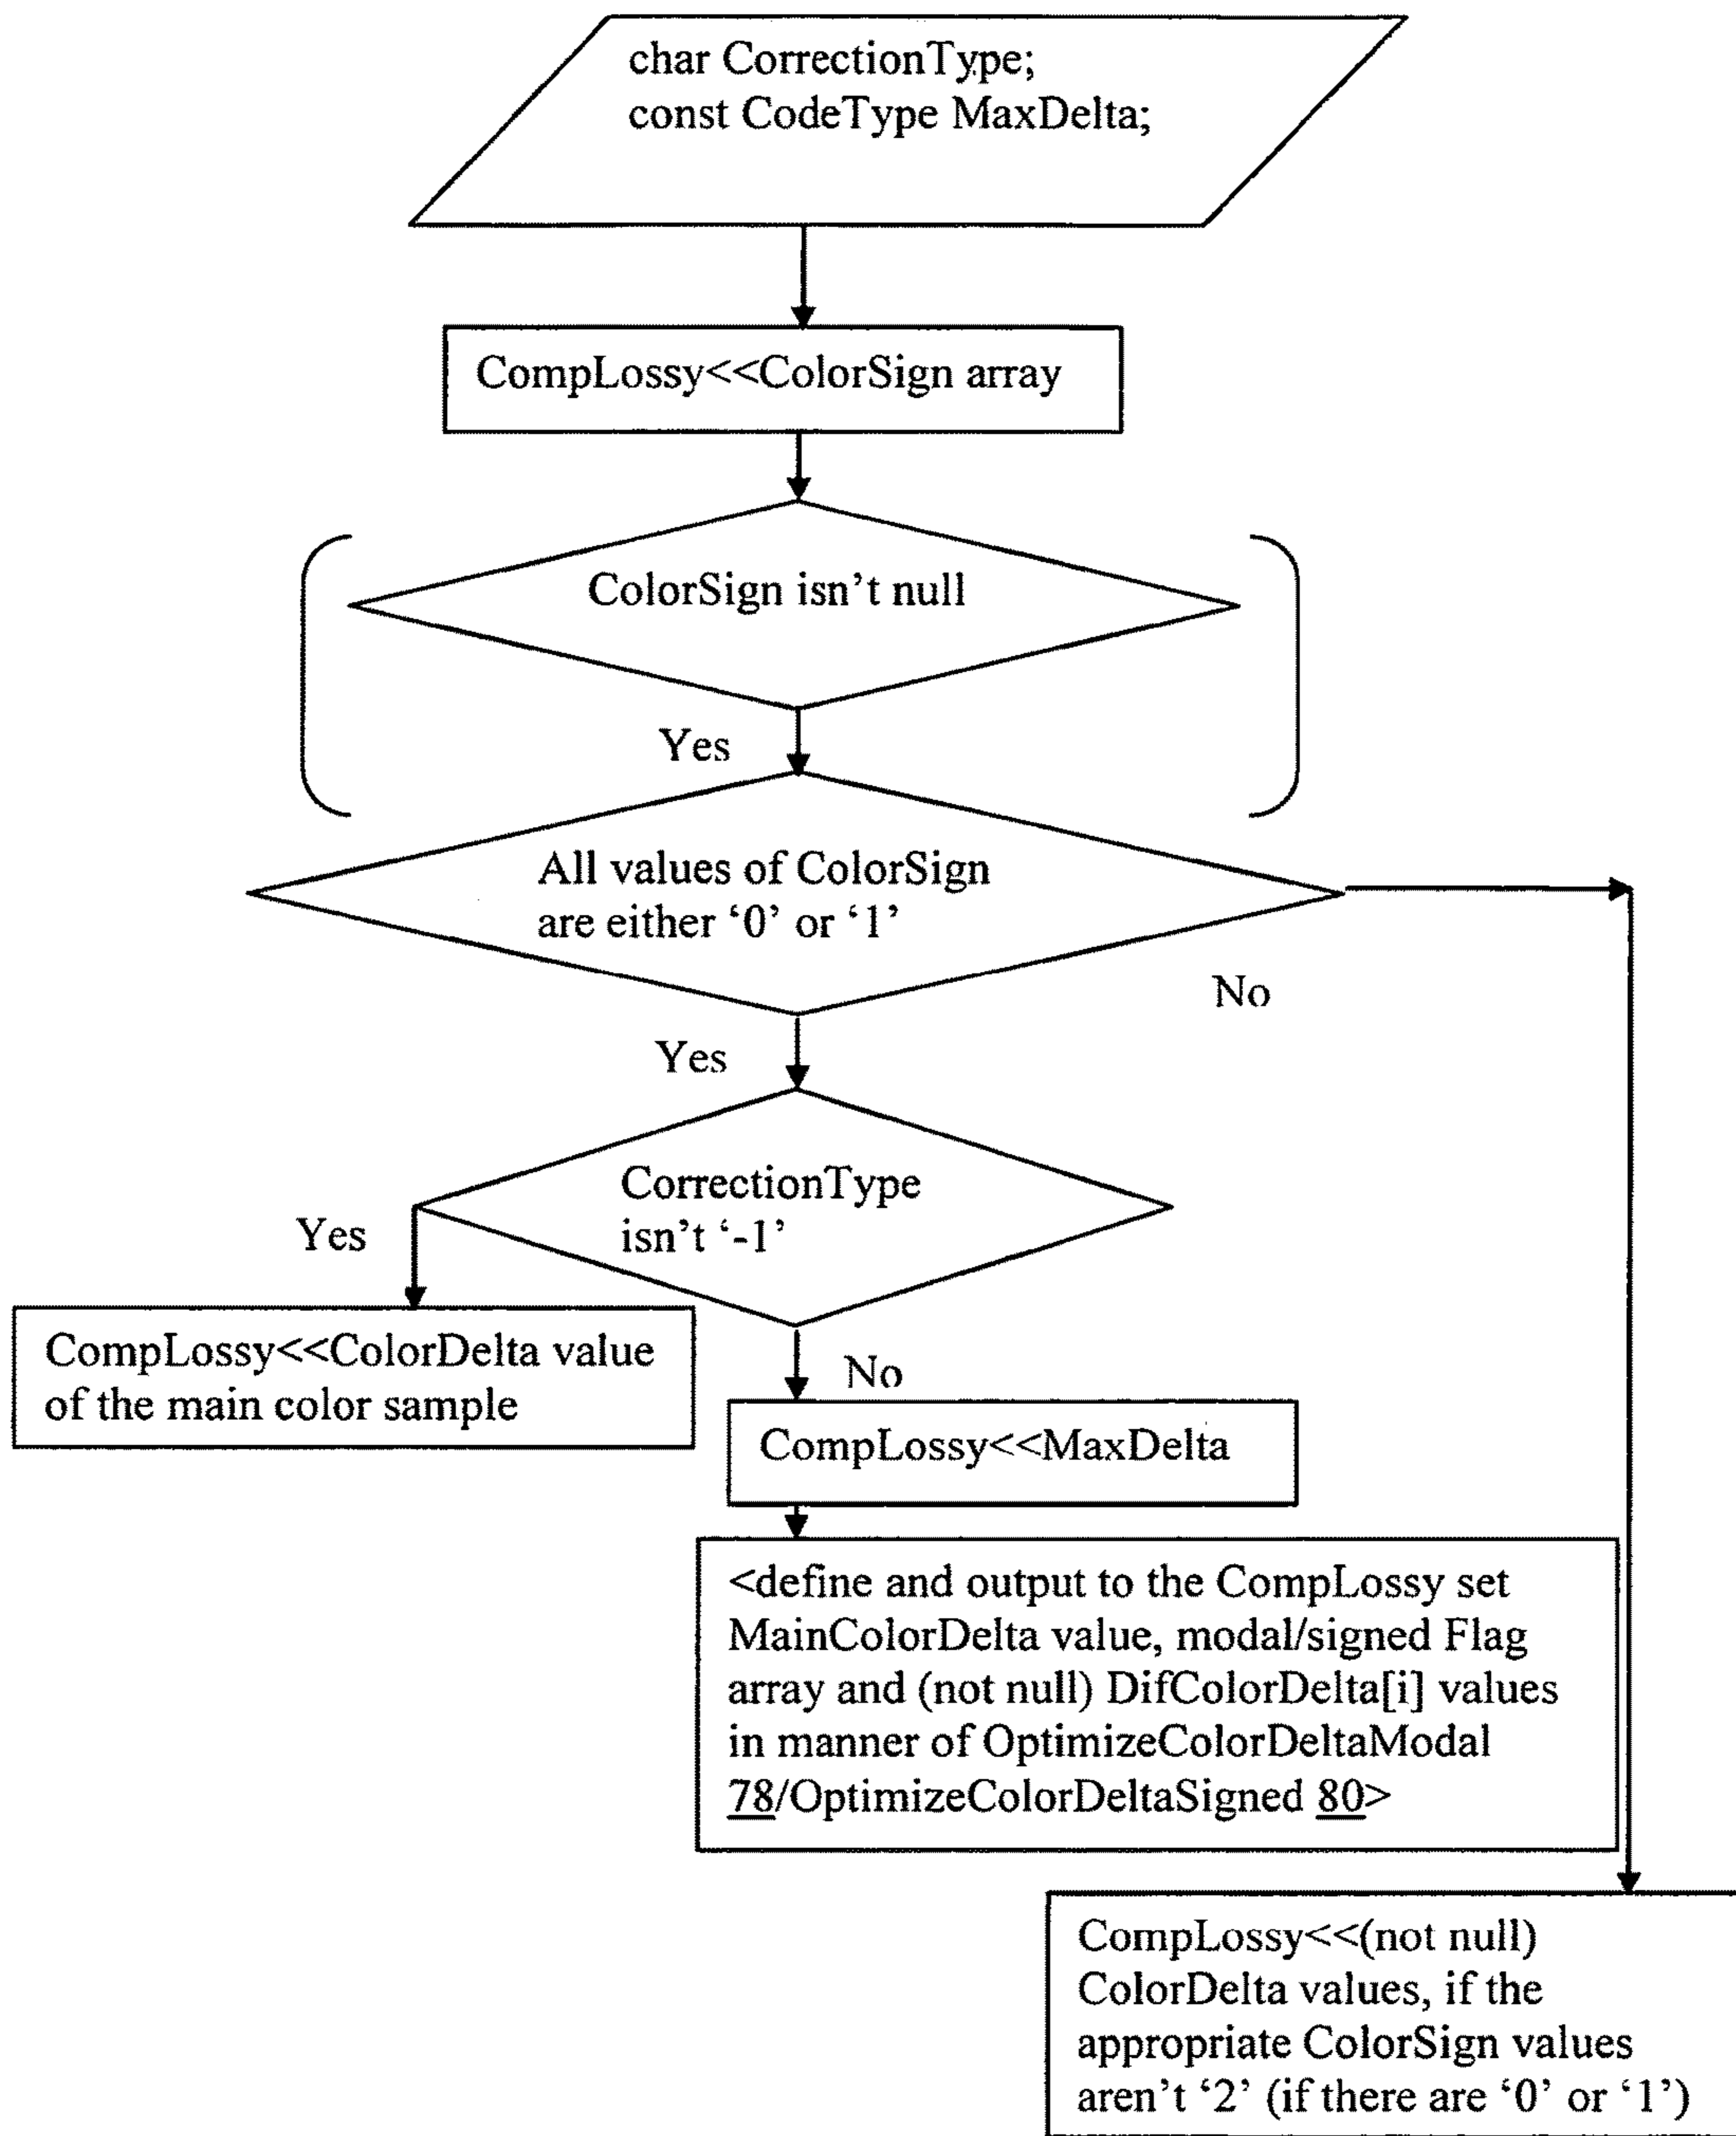 char CorrectionType;
const CodeType MaxDelta;
CompLossy<<ColorSign array
ColorSign isn’t null
Yes
All values of ColorSign
are either ‘0’ or ‘1’
No
Yes
CorrectionType
isn’t ‘-1’
Yes
CompLossy<<ColorDelta value
of the main color sample
No
CompLossy<<MaxDelta
<define and output to the CompLossy set
MainColorDelta value, modal/signed Flag
array and (not null) DifColorDelta[i] values
in manner of OptimizeColorDeltaModal
78/OptimizeColorDeltaSigned 80>
CompLossy<<(not null)
ColorDelta values, if the
appropriate ColorSign values
aren’t ‘2’ (if there are ‘0’ or ‘1’)